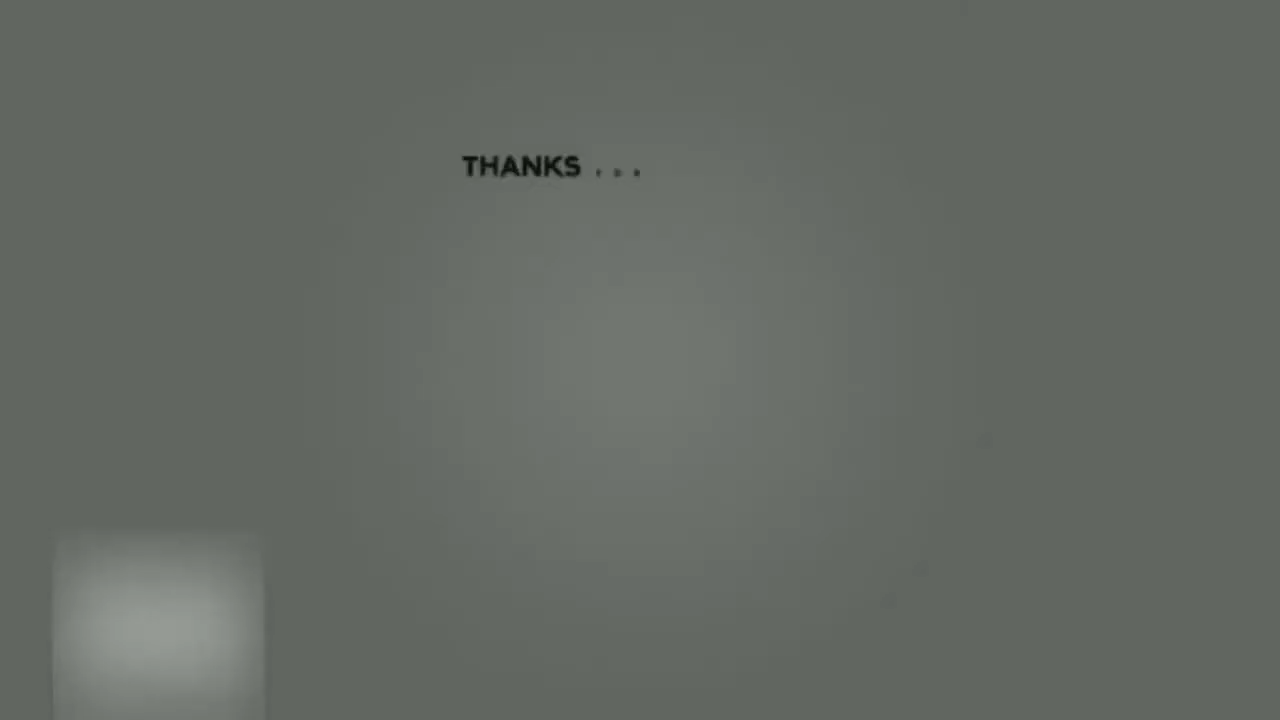 THANKS . . .